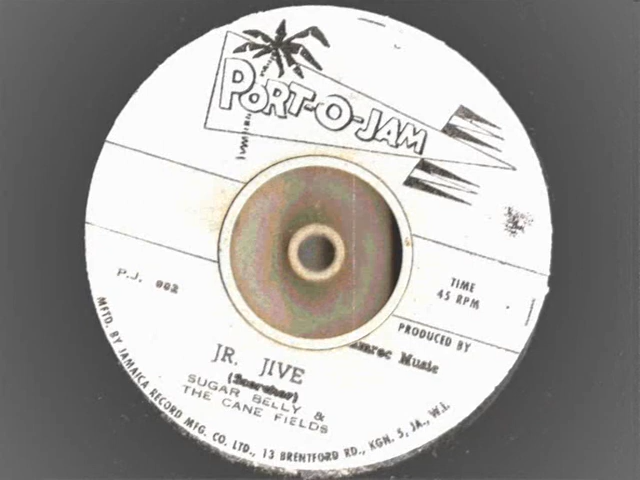 PORT-O-JAM
TIME
45 RPM
P.J. 002
PRODUCED BY
Music
JR. JIVE
SUGAR BELLY &
THE CANE FIELDS
MFTD. BY JAMAICA RECORD MFG. CO. LTD., 13 BRENTFORD RD., KGN. 5, JA., W.I.